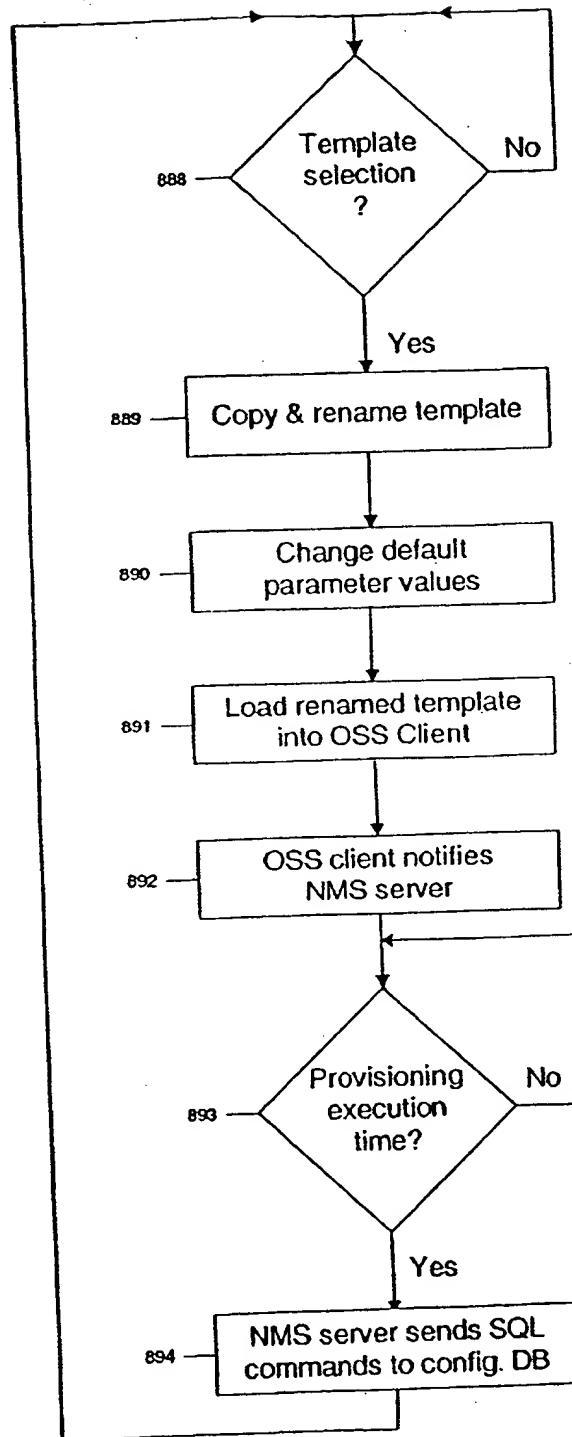 Template
selection
?
888
No
Yes
889
Copy & rename template
890
Change default
parameter values
891
Load renamed template
into OSS Client
892
OSS client notifies
NMS server
893
Provisioning
execution
time?
No
Yes
894
NMS server sends SQL
commands to config. DB